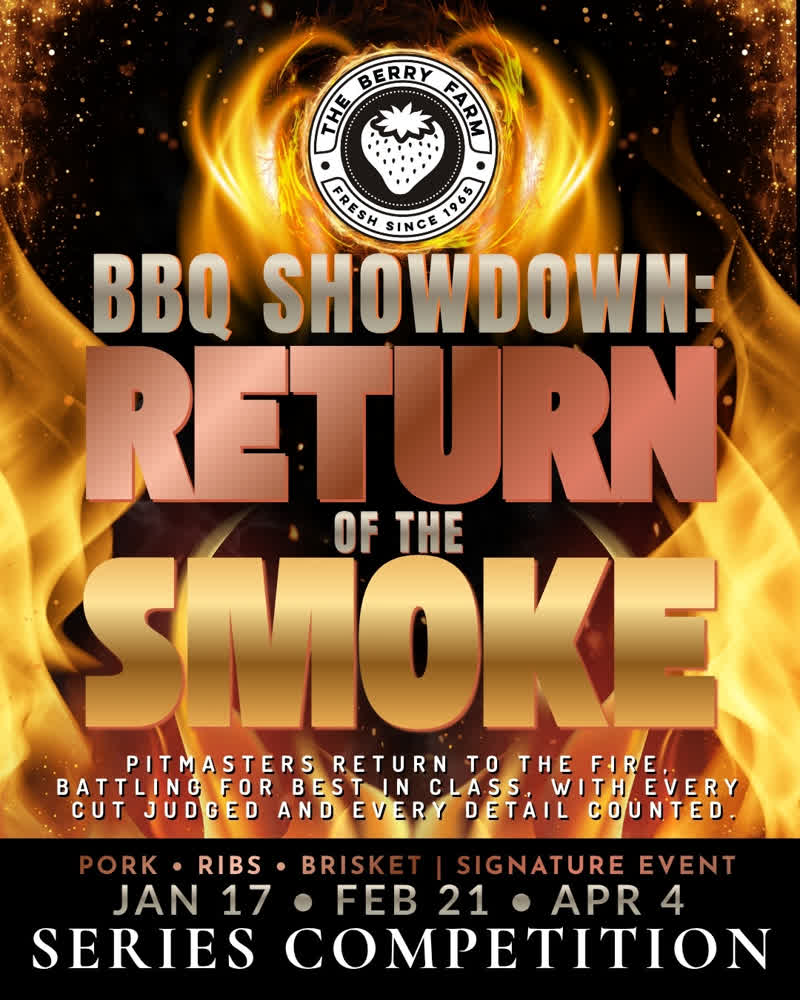 THE BERRY FARM
FRESH SINCE 1965
BBQ SHOWDOWN:
RETURN
OF THE
SMOKE
PITMASTERS RETURN TO THE FIRE,
BATTLING FOR BEST IN CLASS, WITH EVERY
CUT JUDGED AND EVERY DETAIL COUNTED.
PORK • RIBS • BRISKET | SIGNATURE EVENT
JAN 17 • FEB 21 • APR 4
SERIES COMPETITION